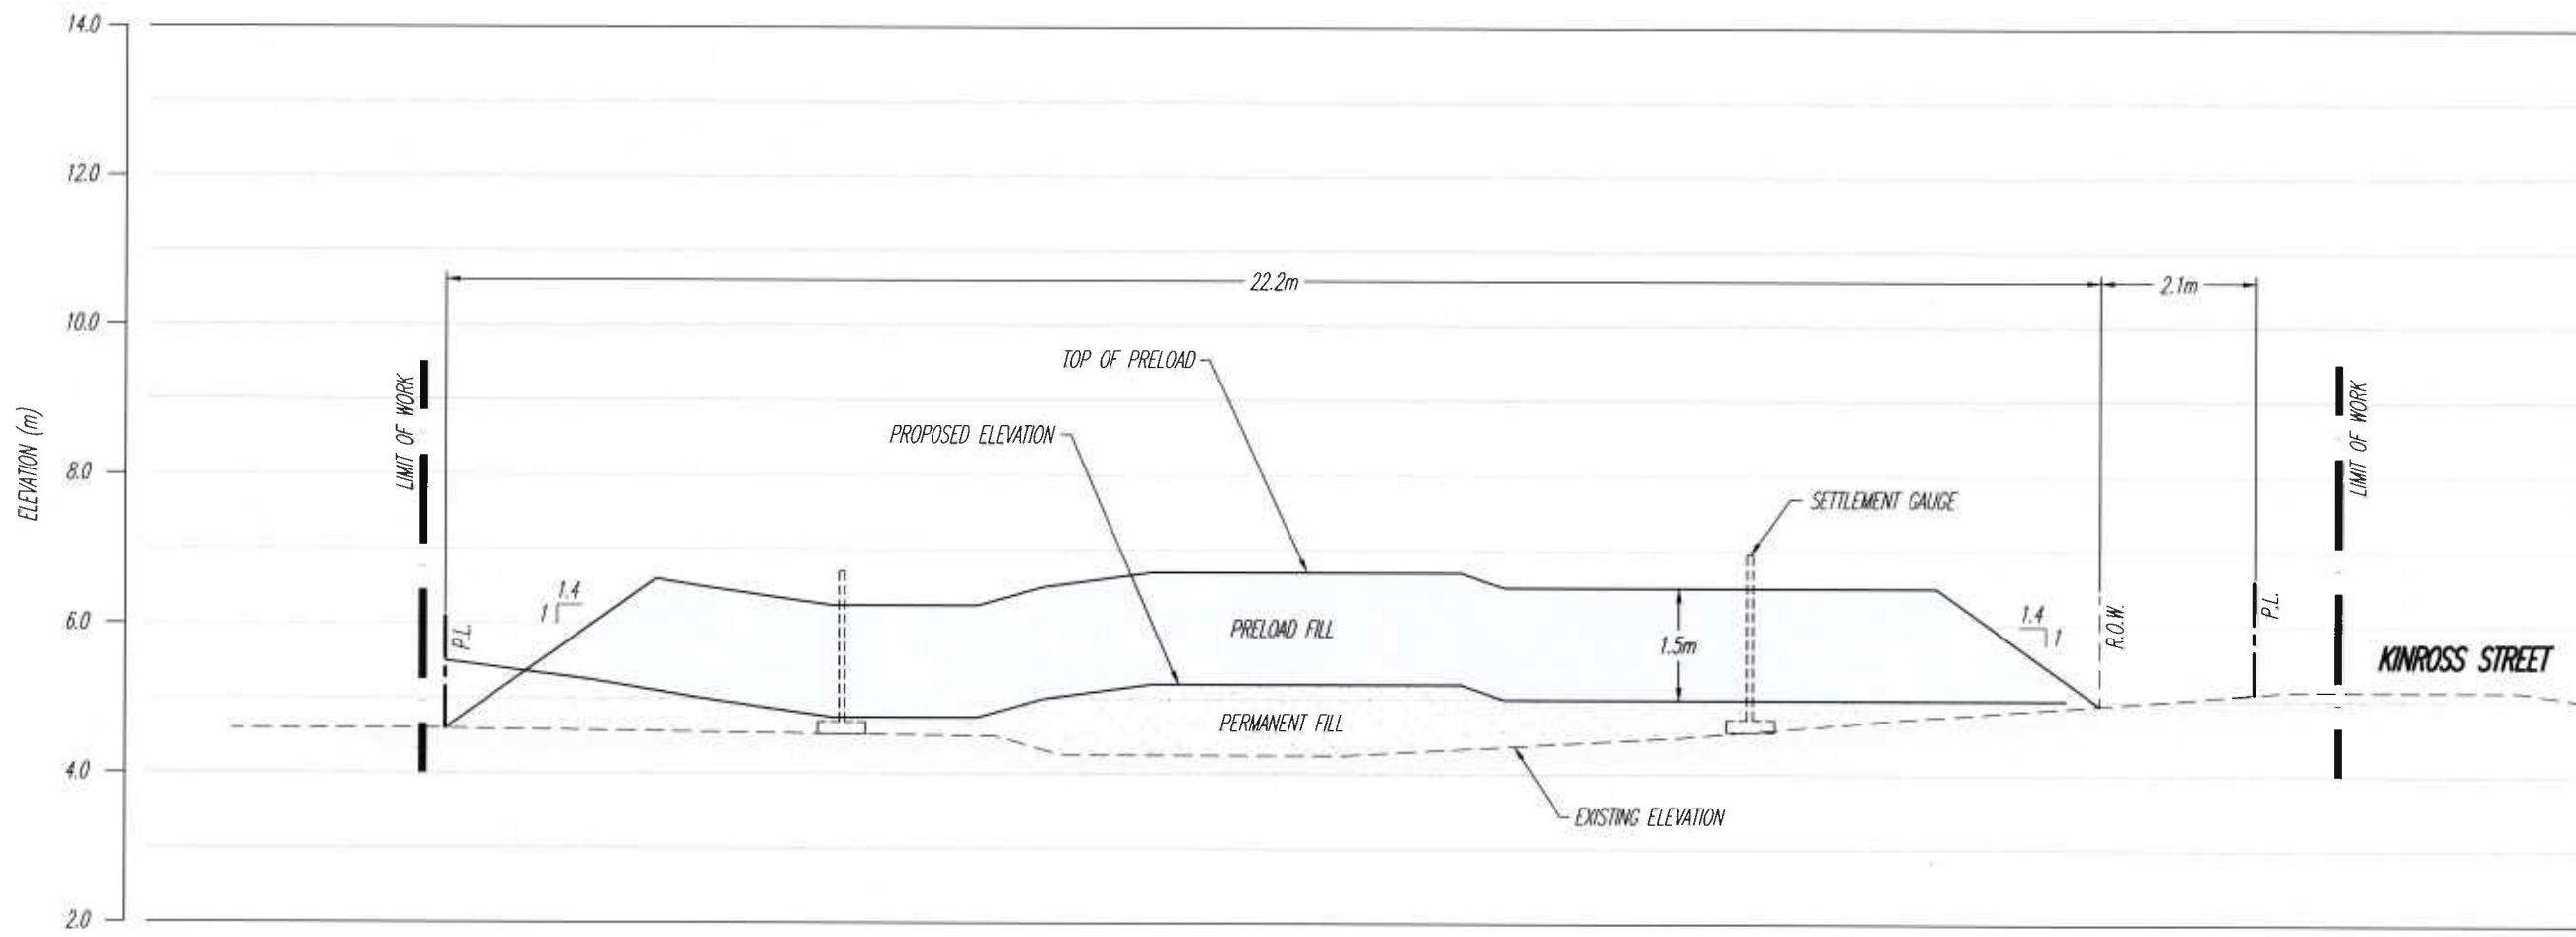 14.0
12.0
10.0
8.0
6.0
4.0
2.0
ELEVATION (m)
22.2m
2.1m
LIMIT OF WORK
TOP OF PRELOAD
LIMIT OF WORK
PROPOSED ELEVATION
SETTLEMENT GAUGE
1.4
1
P.L.
PRELOAD FILL
1.5m
1.4
1
R.O.W.
P.L.
KINROSS STREET
PERMANENT FILL
EXISTING ELEVATION